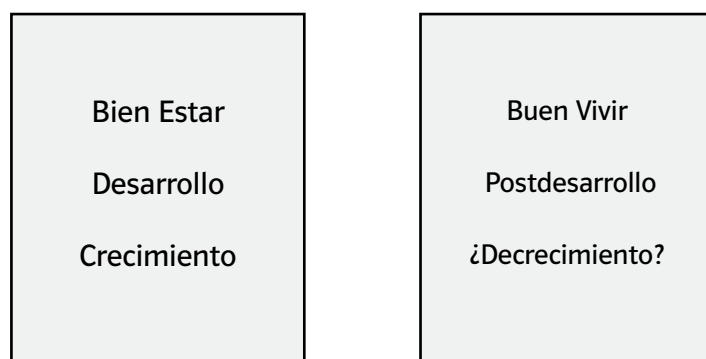 Bien Estar
Desarrollo
Crecimiento
Buen Vivir
Postdesarrollo
¿Decrecimiento?